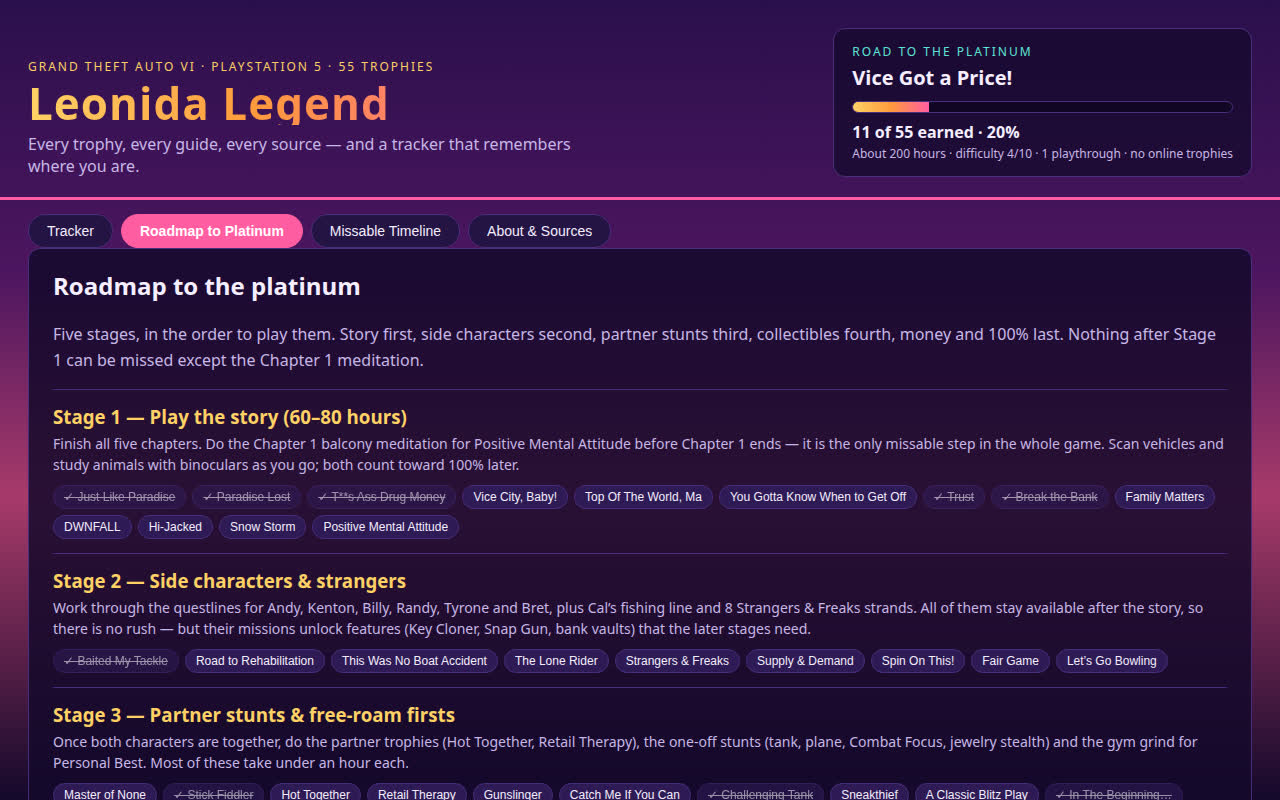 GRAND THEFT AUTO VI · PLAYSTATION 5 · 55 TROPHIES
Leonida Legend
Every trophy, every guide, every source — and a tracker that remembers
where you are.
ROAD TO THE PLATINUM
Vice Got a Price!
11 of 55 earned · 20%
About 200 hours · difficulty 4/10 · 1 playthrough · no online trophies
Tracker
Roadmap to Platinum
Missable Timeline
About & Sources
Roadmap to the platinum
Five stages, in the order to play them. Story first, side characters second, partner stunts third, collectibles fourth, money and 100% last. Nothing after Stage
1 can be missed except the Chapter 1 meditation.
Stage 1 — Play the story (60–80 hours)
Finish all five chapters. Do the Chapter 1 balcony meditation for Positive Mental Attitude before Chapter 1 ends — it is the only missable step in the whole game. Scan vehicles and
study animals with binoculars as you go; both count toward 100% later.
✓ Just Like Paradise
✓ Paradise Lost
✓ T**s Ass Drug Money
Vice City, Baby!
Top Of The World, Ma
You Gotta Know When to Get Off
✓ Trust
✓ Break the Bank
Family Matters
DWNFALL
Hi-Jacked
Snow Storm
Positive Mental Attitude
Stage 2 — Side characters & strangers
Work through the questlines for Andy, Kenton, Billy, Randy, Tyrone and Bret, plus Cal's fishing line and 8 Strangers & Freaks strands. All of them stay available after the story, so
there is no rush — but their missions unlock features (Key Cloner, Snap Gun, bank vaults) that the later stages need.
✓ Baited My Tackle
Road to Rehabilitation
This Was No Boat Accident
The Lone Rider
Strangers & Freaks
Supply & Demand
Spin On This!
Fair Game
Let's Go Bowling
Stage 3 — Partner stunts & free-roam firsts
Once both characters are together, do the partner trophies (Hot Together, Retail Therapy), the one-off stunts (tank, plane, Combat Focus, jewelry stealth) and the gym grind for
Personal Best. Most of these take under an hour each.
Master of None
✓ Stick Fiddler
Hot Together
Retail Therapy
Gunslinger
Catch Me If You Can
✓ Challenging Tank
Sneakthief
A Classic Blitz Play
✓ In The Beginning…